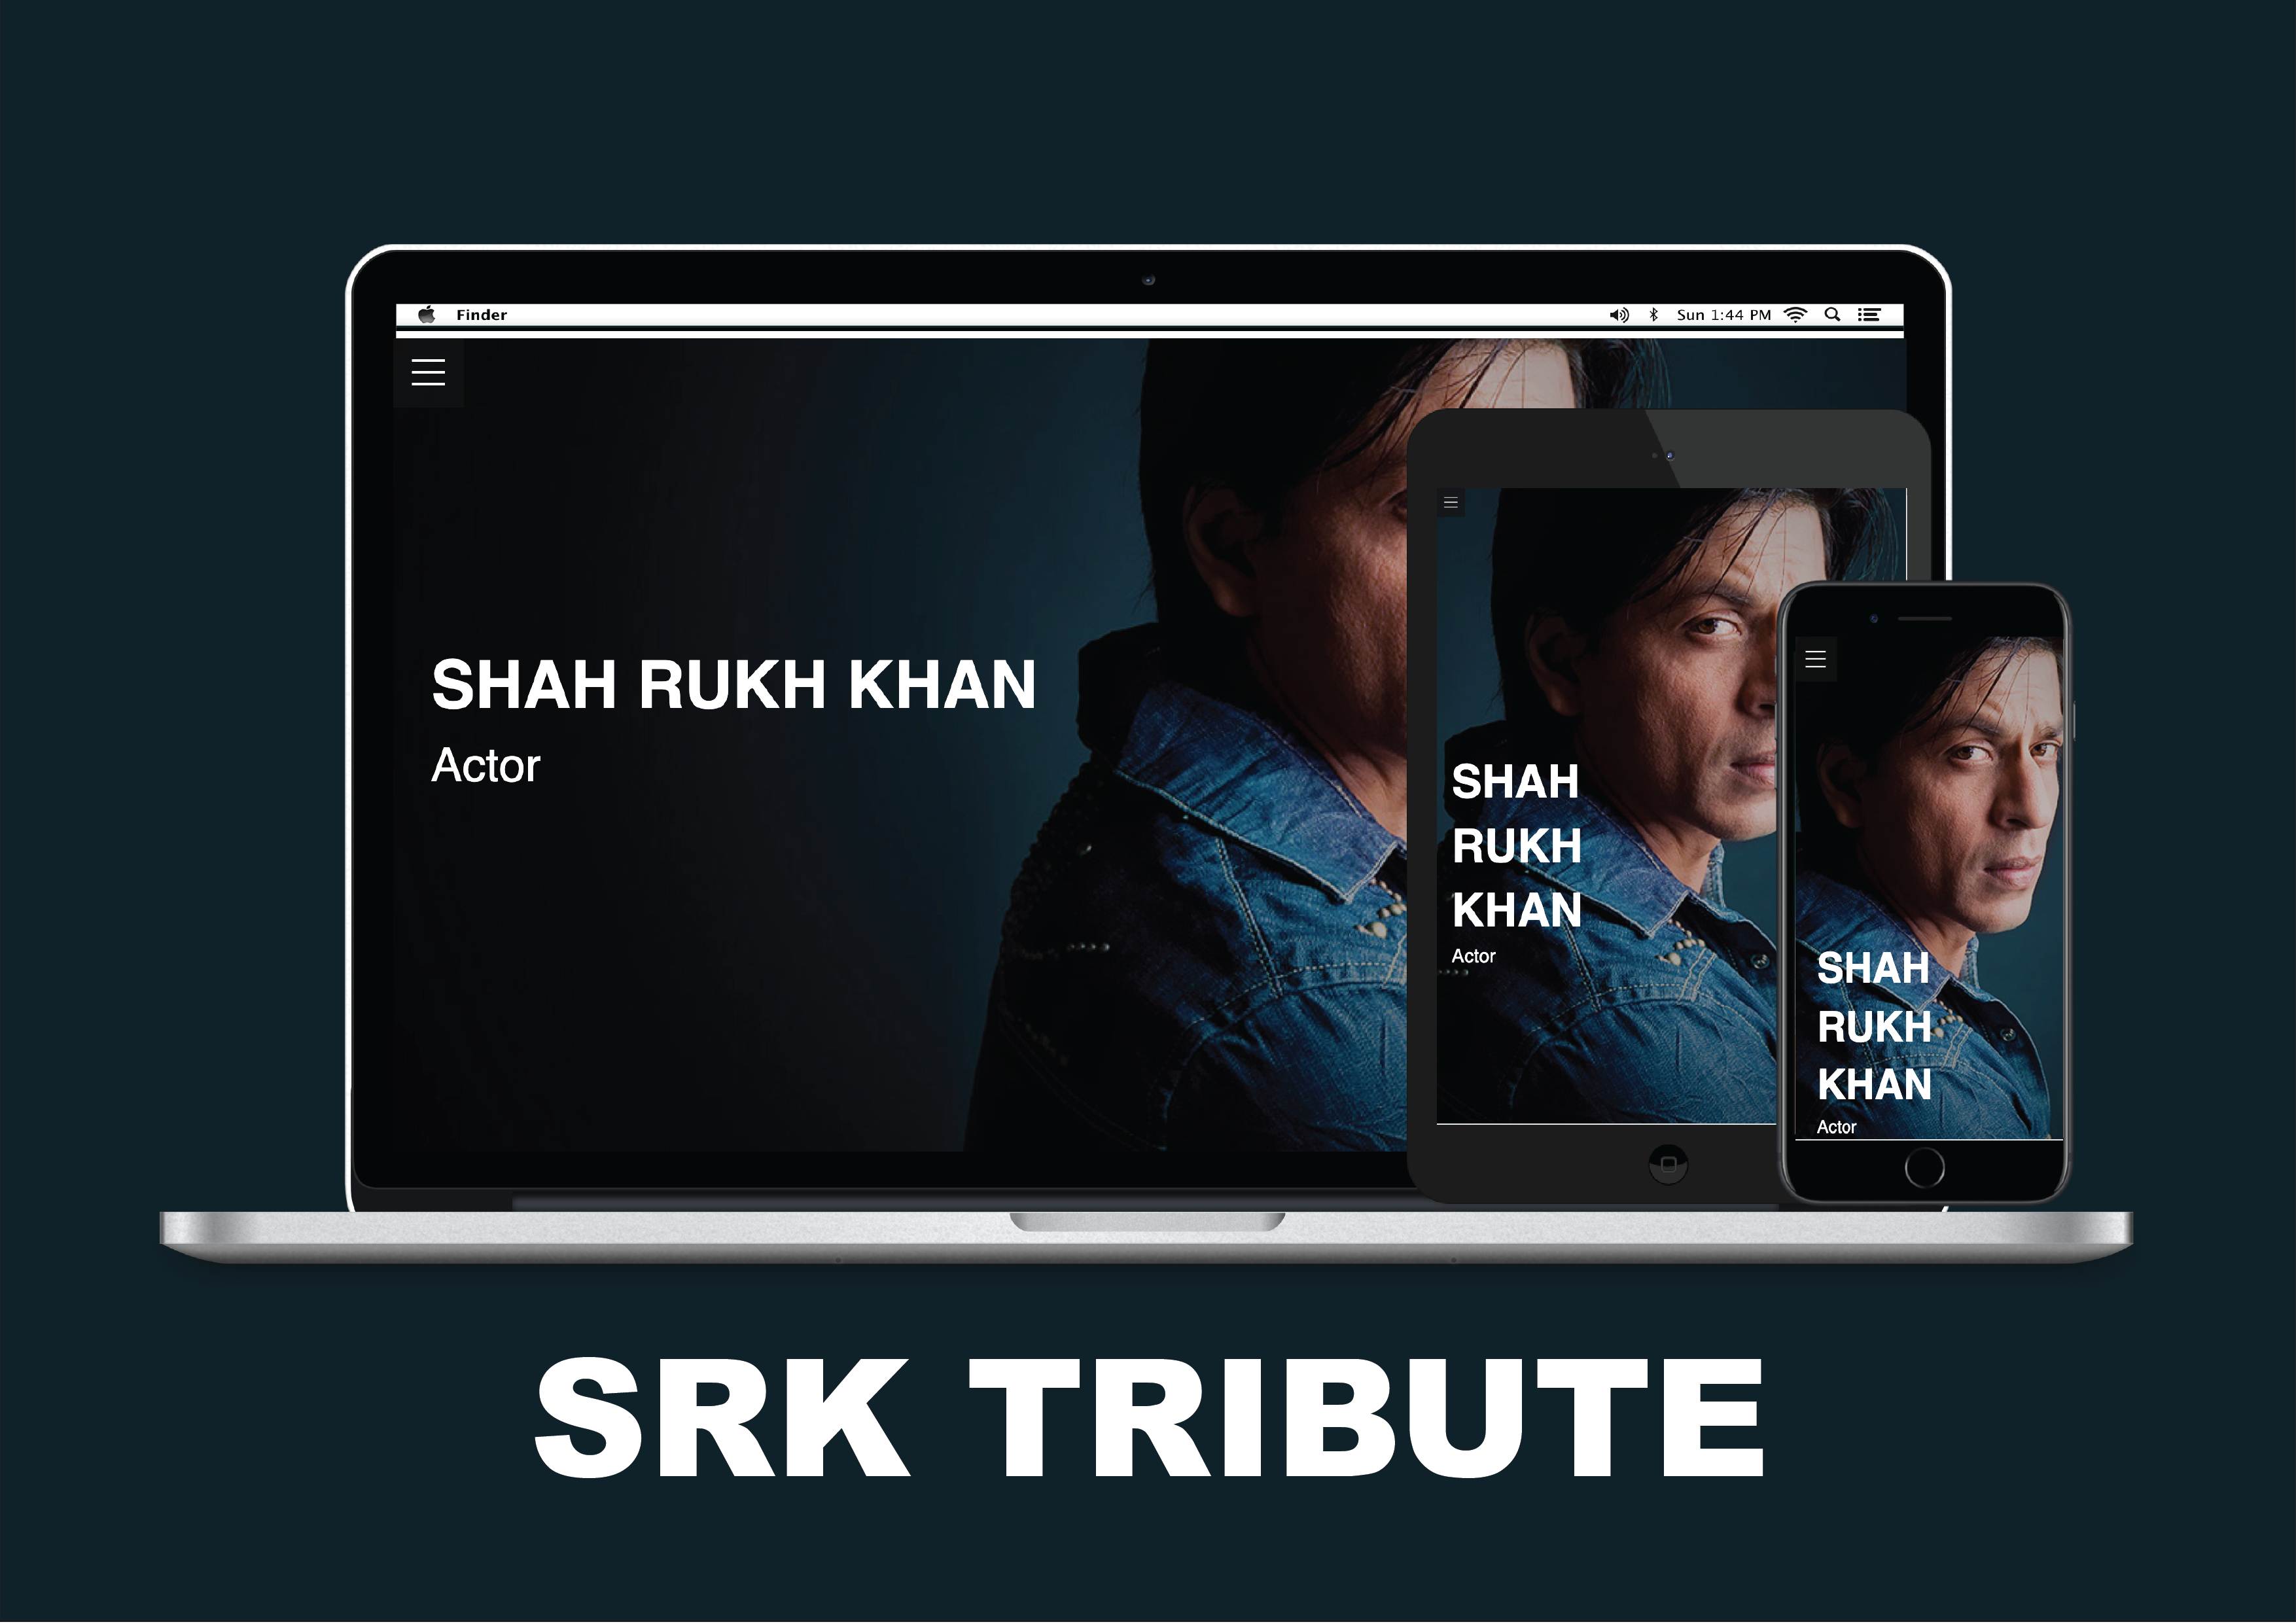 Finder
Sun 1:44 PM
SHAH RUKH KHAN
Actor
SHAH
RUKH
KHAN
Actor
SHAH
RUKH
KHAN
Actor
SRK TRIBUTE